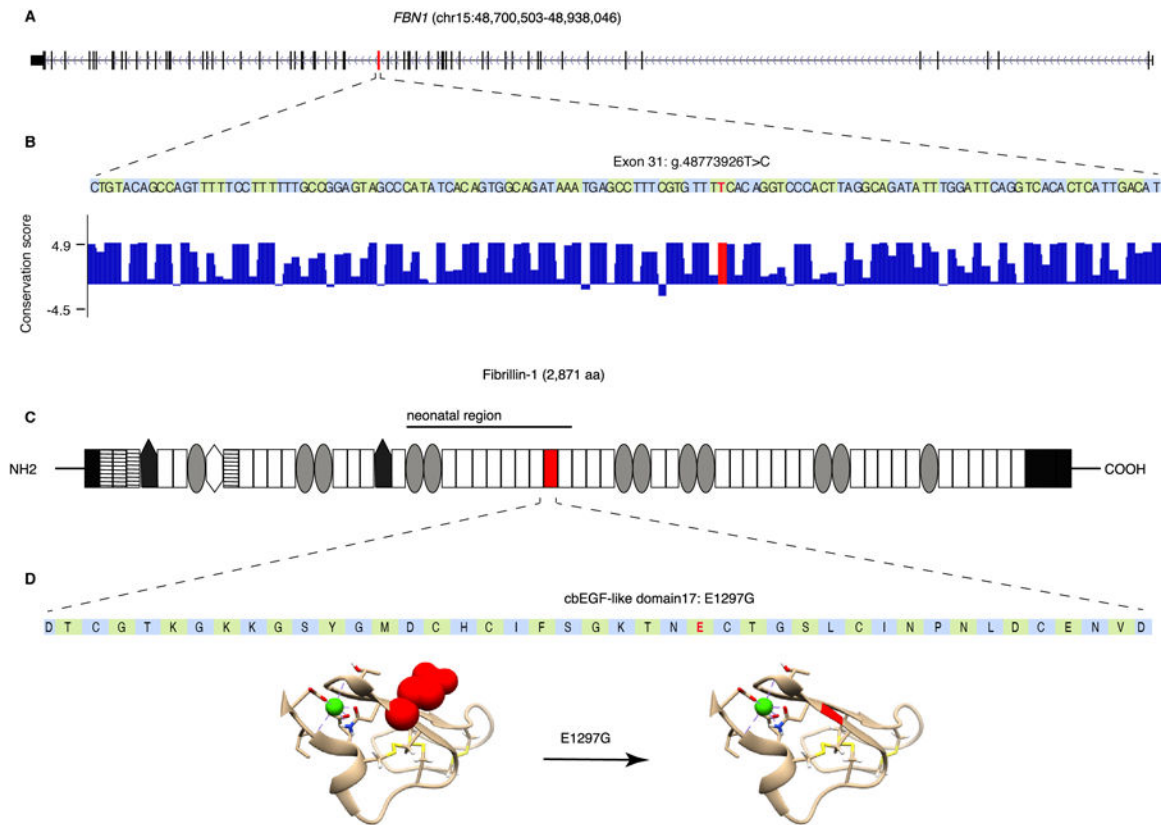 A
FBN1 (chr15:48,700,503-48,938,046)
B
Exon 31: g.48773926T>C
CTGTACAGCCAGTTTTTCCTTTTTTGCCGGAGTAGCCCATATCACAGTGGCAGATAAATGAGCCTTTCGTGTTTTCACAGGTCCCACTTAGGCAGATATTTGGATTCAGGTCACACTCATTGACAT
Conservation score
4.9
-4.5
Fibrillin-1 (2,871 aa)
C
neonatal region
NH2
COOH
D
cbEGF-like domain17: E1297G
D T C G T K G K K G S Y G M D C H C I F S G K T N E C T G S L C I N P N L D C E N V D
E1297G